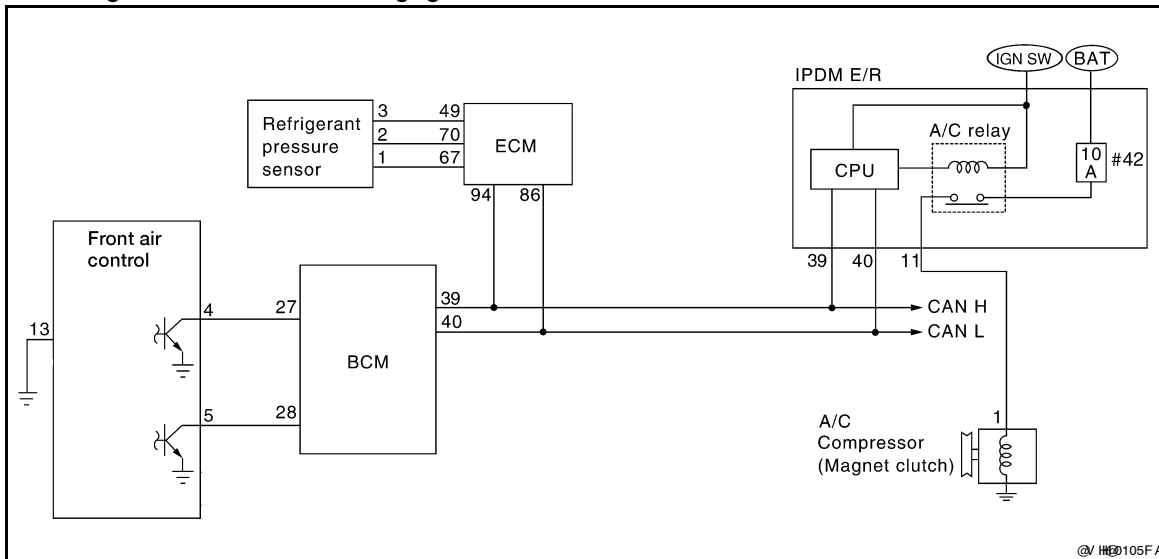 IGN SW
BAT
IPDM E/R
A/C relay
10
A
#42
CPU
Refrigerant
pressure
sensor
3
2
1
49
70
67
ECM
94
86
39
40
11
Front air
control
4
27
13
5
28
BCM
39
40
CAN H
CAN L
1
A/C
Compressor
(Magnet clutch)